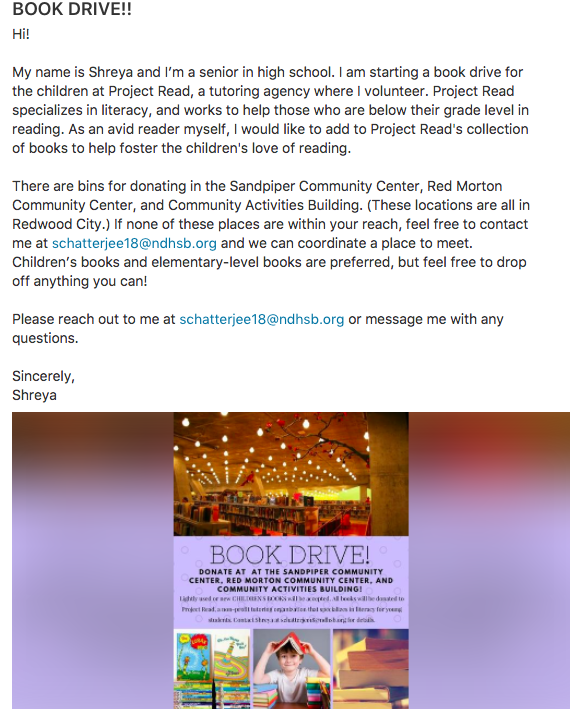 BOOK DRIVE!!
Hi!
My name is Shreya and I'm a senior in high school. I am starting a book drive for
the children at Project Read, a tutoring agency where I volunteer. Project Read
specializes in literacy, and works to help those who are below their grade level in
reading. As an avid reader myself, I would like to add to Project Read's collection
of books to help foster the children's love of reading.
There are bins for donating in the Sandpiper Community Center, Red Morton
Community Center, and Community Activities Building. (These locations are all in
Redwood City.) If none of these places are within your reach, feel free to contact
me at schatterjee18@ndhsb.org and we can coordinate a place to meet.
Children's books and elementary-level books are preferred, but feel free to drop
off anything you can!
Please reach out to me at schatterjee18@ndhsb.org or message me with any
questions.
Sincerely,
Shreya
BOOK DRIVE!
DONATE AT AT THE SANDPIPER COMMUNITY
CENTER, RED MORTON COMMUNITY CENTER, AND
COMMUNITY ACTIVITIES BUILDING!
Lightly used or new CHILDREN'S BOOKS will be accepted. All books will be donated to
Project Read, a non-profit tutoring organization that specializes in literacy for young
students. Contact Shreya at for details.